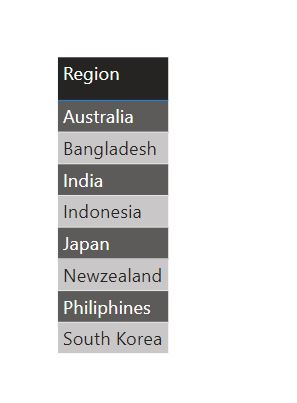 Region
Australia
Bangladesh
India
Indonesia
Japan
Newzealand
Philiphines
South Korea